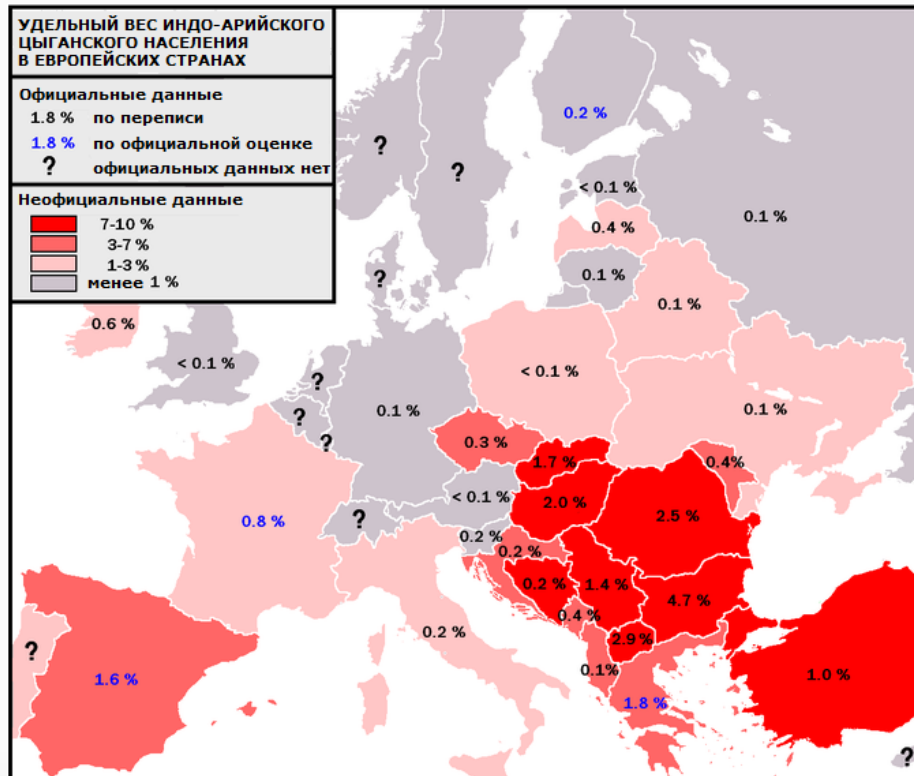 УДЕЛЬНЫЙ ВЕС ИНДО-АРИЙСКОГО
ЦЫГАНСКОГО НАСЕЛЕНИЯ
В ЕВРОПЕЙСКИХ СТРАНАХ
Официальные данные
1.8 % по переписи
1.8 % по официальной оценке
? официальных данных нет
Неофициальные данные
7-10 %
3-7 %
1-3 %
менее 1 %
0.2 %
?
?
< 0.1 %
0.4 %
0.1 %
?
0.1 %
0.1 %
0.6 %
< 0.1 %
?
< 0.1 %
0.1 %
0.1 %
?
?
0.3 %
1.7 %
0.4%
0.8 %
?
< 0.1 %
2.0 %
2.5 %
0.2 %
0.2 %
0.2 %
1.4 %
4.7 %
0.4 %
?
0.2 %
2.9 %
0.1%
1.6 %
1.8 %
1.0 %
?